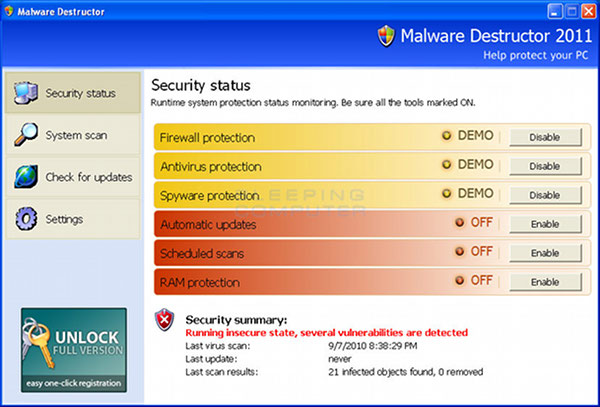 Malware Destructor
Malware Destructor 2011
Help protect your PC
Security status
System scan
Check for updates
Settings
UNLOCK
FULL VERSION
easy one-click registration
Security status
Runtime system protection status monitoring. Be sure all the tools marked ON.
Firewall protection DEMO Disable
Antivirus protection DEMO Disable
Spyware protection DEMO Disable
BLEEPING
COMPUTER
Automatic updates OFF Enable
Scheduled scans OFF Enable
RAM protection OFF Enable
Security summary:
Running insecure state, several vulnerabilities are detected
Last virus scan: 9/7/2010 8:38:29 PM
Last update: never
Last scan results: 21 infected objects found, 0 removed